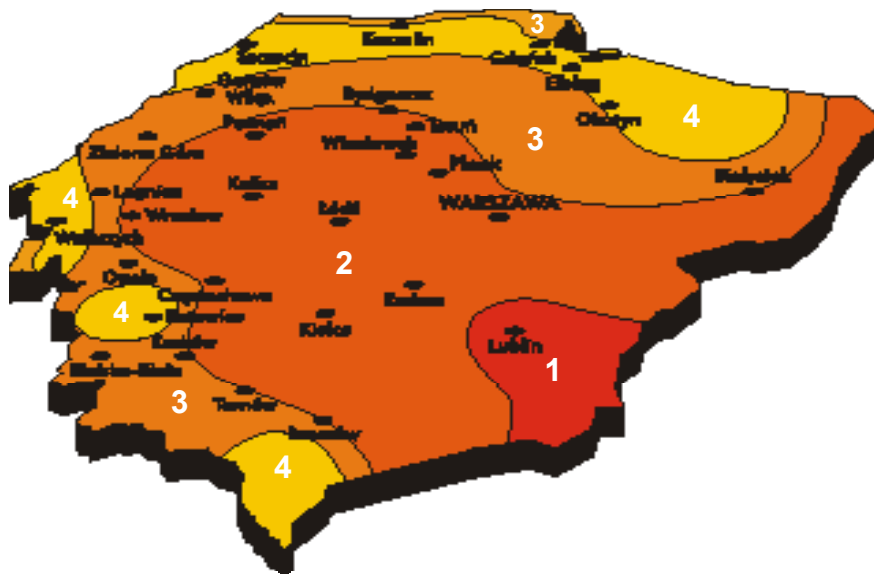 3
Koszalin
Szczecin
Gdańsk
Elbląg
Gorzów
Wlkp.
Bydgoszcz
Olsztyn
4
Poznań
Toruń
3
Włocławek
Zielona Góra
Płock
Białystok
Legnica
Kalisz
4
Wrocław
Łódź
WARSZAWA
Wałbrzych
2
Opole
Częstochowa
Radom
4
Katowice
Kielce
Lublin
Kraków
Bielsko-Biała
1
3
Tarnów
Rzeszów
4